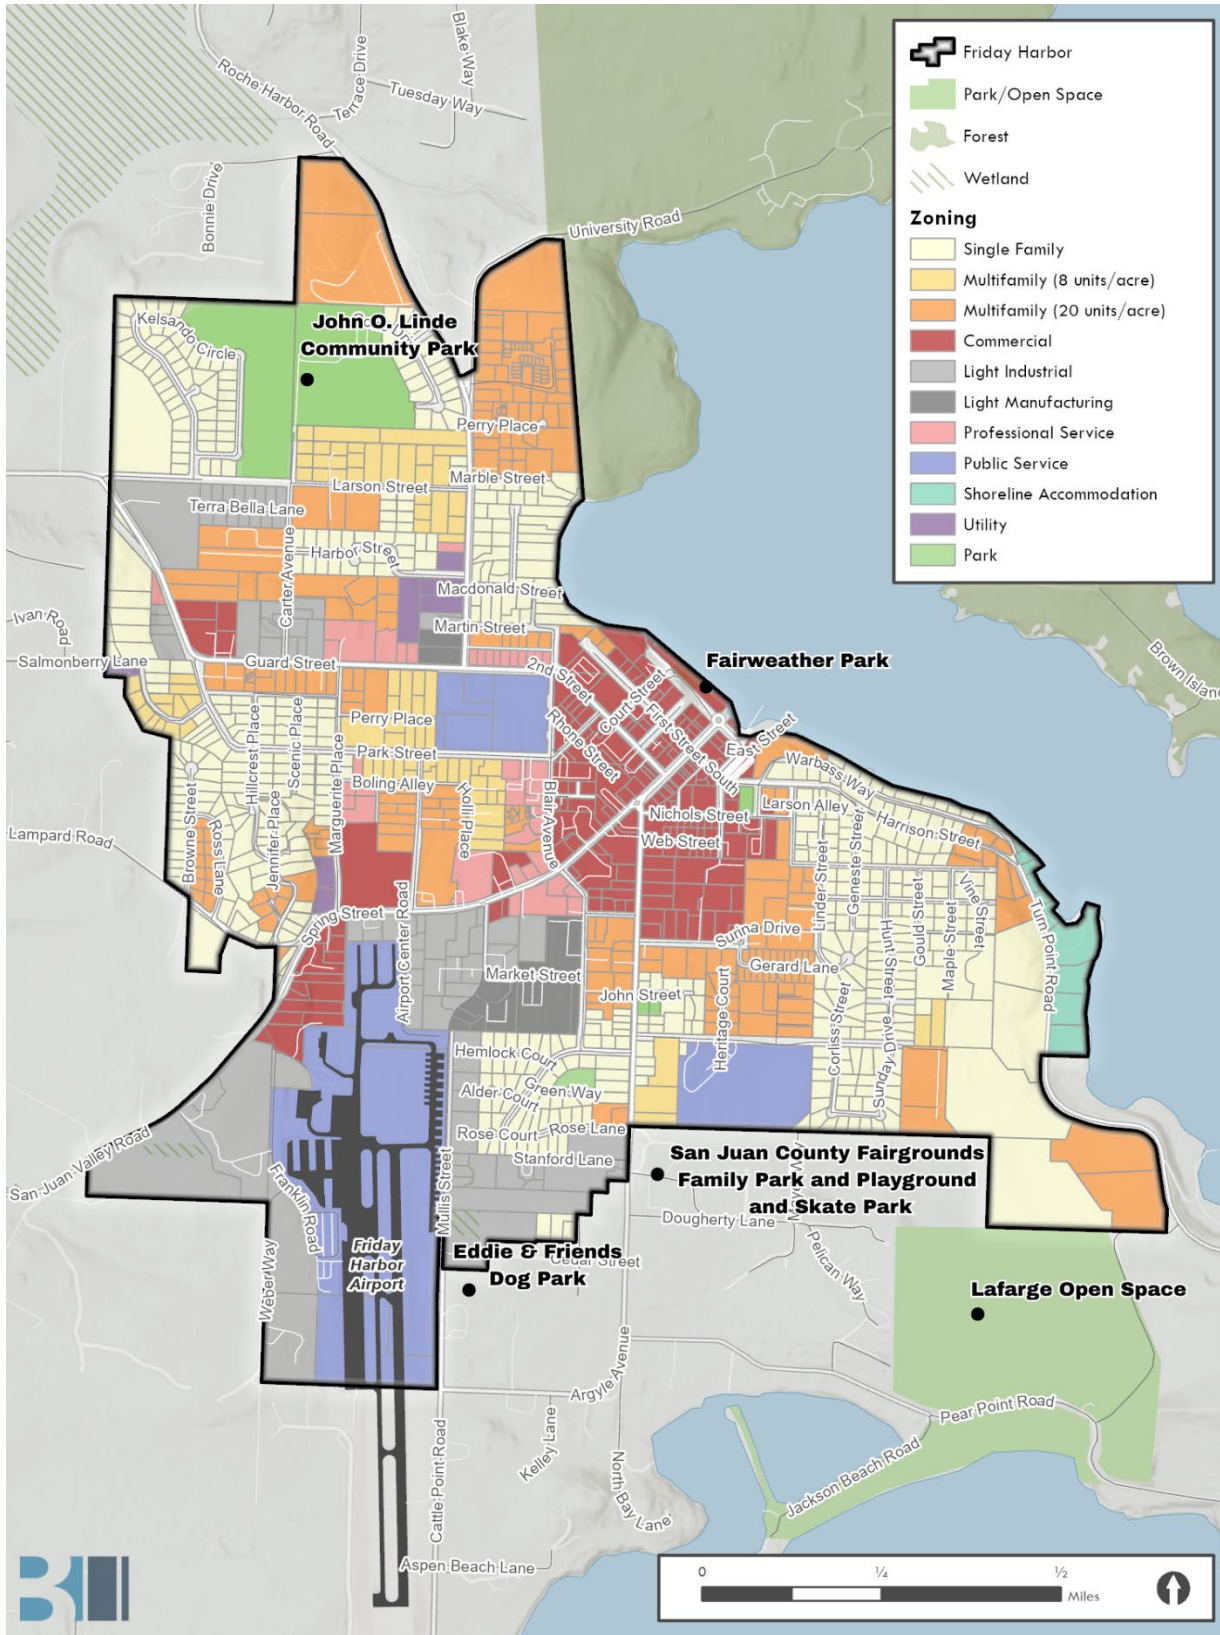 Blake Way
Terrace Drive
Roche Harbor Road
Tuesday Way
Bonnie Drive
University Road
Friday Harbor
Park/Open Space
Forest
Wetland
Zoning
Single Family
Multifamily (8 units/acre)
Multifamily (20 units/acre)
Commercial
Light Industrial
Light Manufacturing
Professional Service
Public Service
Shoreline Accommodation
Utility
Park
Kelsando Circle
John O. Linde
Community Park
Perry Place
Larson Street
Marble Street
Terra Bella Lane
Carter Avenue
Harbor Street
Macdonald Street
Martin Street
Ivan Road
Salmonberry Lane
Guard Street
2nd Street
Court Street
Fairweather Park
Brown Island
Hillcrest Place
Scenic Place
Perry Place
Rhone Street
First Street South
East Street
Park Street
Warbass Way
Marguerite Place
Boling Alley
Holli Place
Blair Avenue
Nichols Street
Larson Alley
Harrison Street
Web Street
Lampard Road
Browne Street
Rose Lane
Jennifer Place
Linder Street
Geneste Street
Gould Street
Vine Street
Spring Street
Airport Center Road
Surina Drive
Hunt Street
Maple Street
Turn Point Road
Market Street
Gerard Lane
John Street
Heritage Court
Corliss Street
Sunday Drive
Hemlock Court
Green Way
Alder Court
Rose Court
Rose Lane
Stanford Lane
San Juan Valley Road
Franklin Road
Mullis Street
San Juan County Fairgrounds
Family Park and Playground
and Skate Park
Dougherty Lane
Pelican Way
Weber Way
Friday
Harbor
Airport
Eddie & Friends
Dog Park
Cedar Street
Lafarge Open Space
Argyle Avenue
Pear Point Road
Kelley Lane
Cattle Point Road
North Bay Lane
Jackson Beach Road
Aspen Beach Lane
0
¼
½
Miles